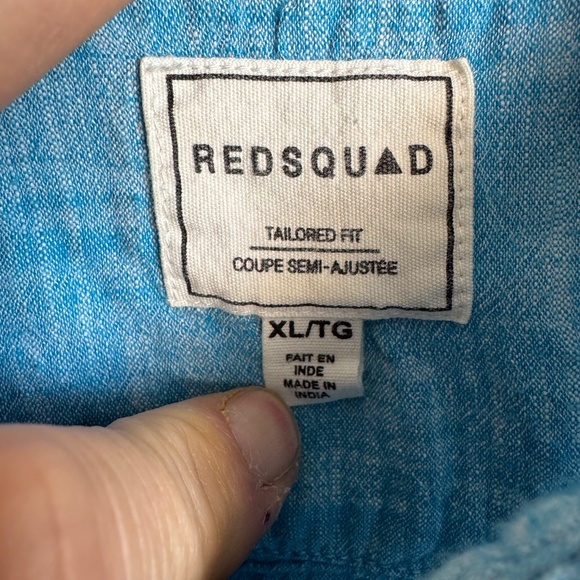 REDSQUAD
TAILORED FIT
COUPE SEMI-AJUSTÉE
XL/TG
FAIT EN
INDE
MADE IN
INDIA